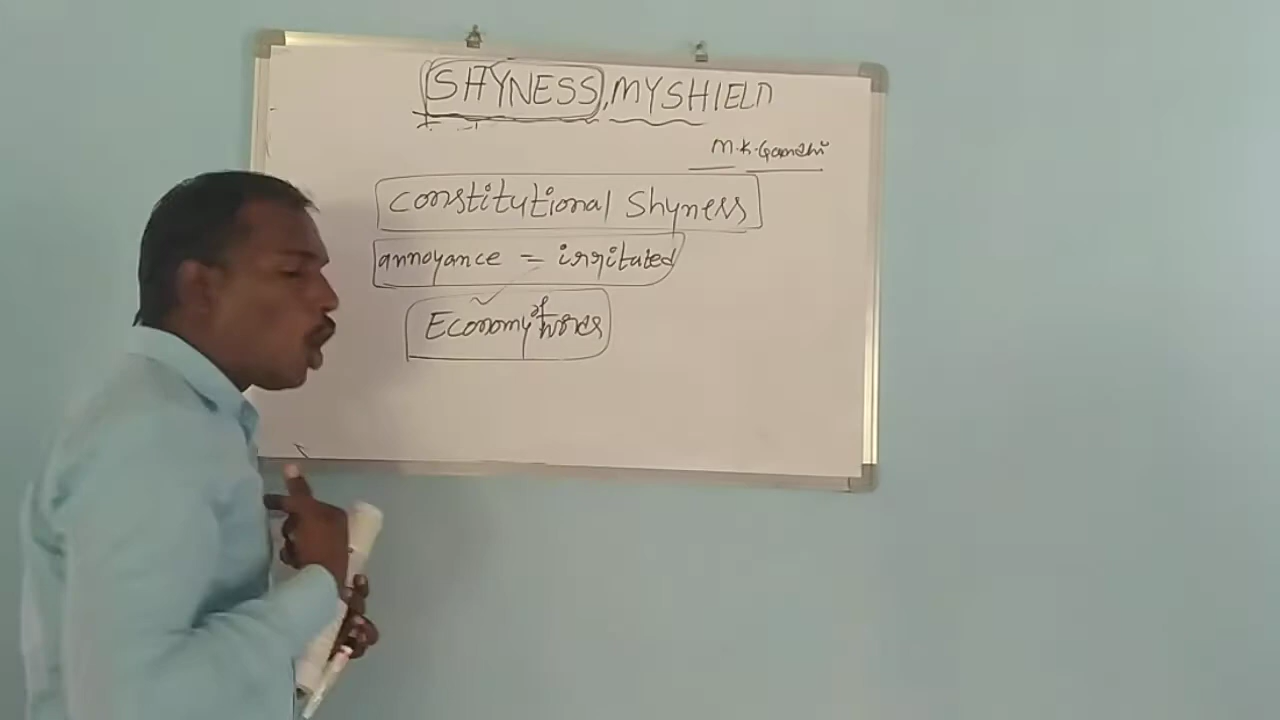 SHYNESS, MY SHIELD
M.K.Gandhi
constitutional Shyness
annoyance = irritated
Economy of words